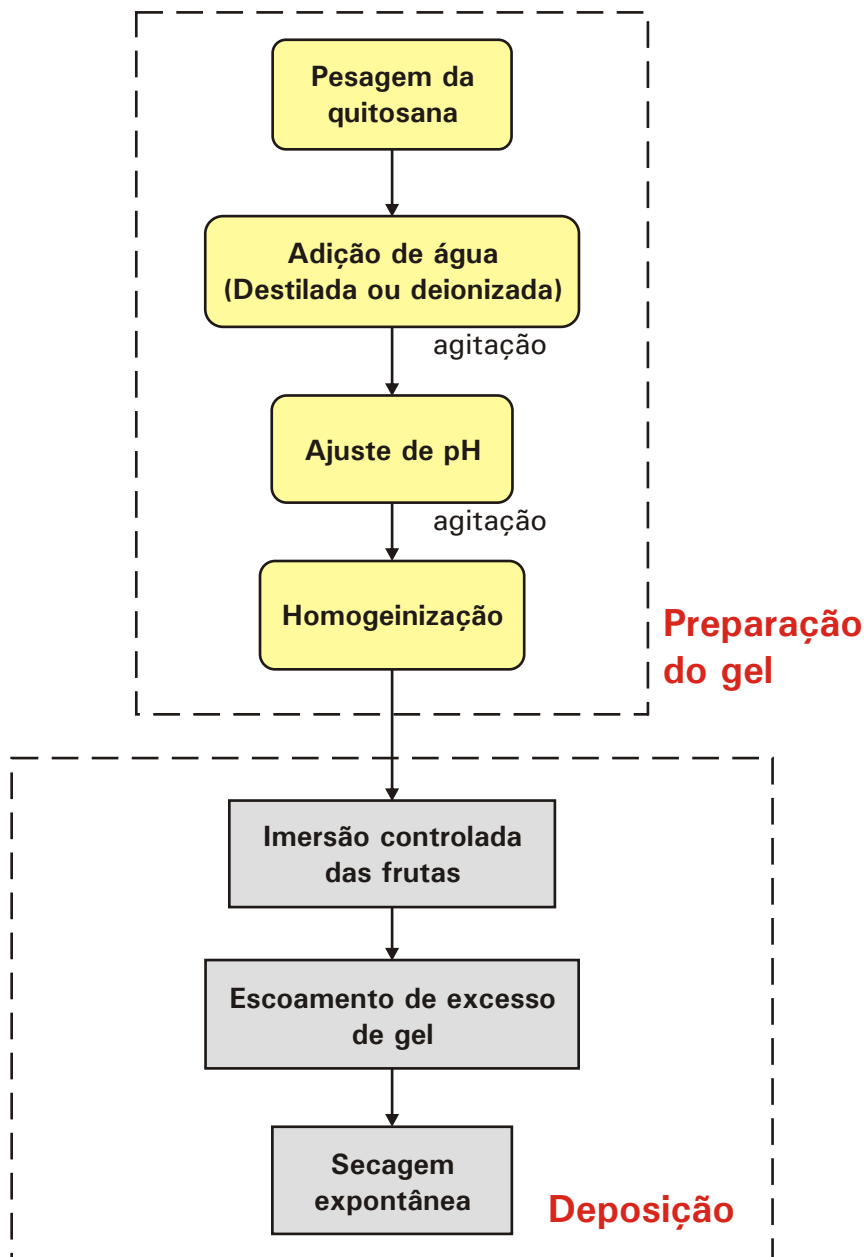 Pesagem da
quitosana
Adição de água
(Destilada ou deionizada)
agitação
Ajuste de pH
agitação
Homogeinização
Preparação
do gel
Imersão controlada
das frutas
Escoamento de excesso
de gel
Secagem
expontânea
Deposição